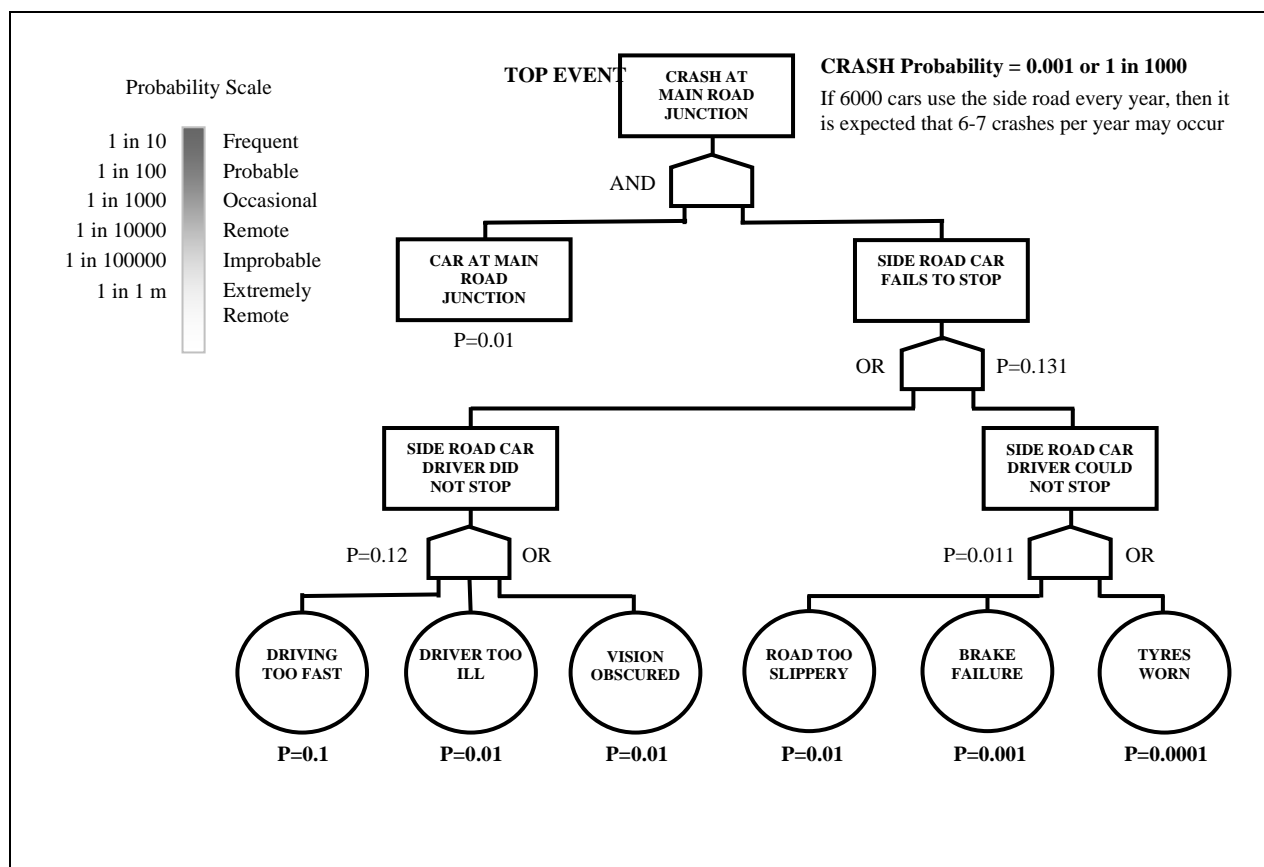 TOP EVENT
CRASH AT
MAIN ROAD
JUNCTION
CRASH Probability = 0.001 or 1 in 1000
If 6000 cars use the side road every year, then it
is expected that 6-7 crashes per year may occur
Probability Scale
1 in 10 Frequent
1 in 100 Probable
1 in 1000 Occasional
1 in 10000 Remote
1 in 100000 Improbable
1 in 1 m Extremely
Remote
AND
CAR AT MAIN
ROAD
JUNCTION
P=0.01
SIDE ROAD CAR
FAILS TO STOP
OR
P=0.131
SIDE ROAD CAR
DRIVER DID
NOT STOP
SIDE ROAD CAR
DRIVER COULD
NOT STOP
P=0.12
OR
P=0.011
OR
DRIVING
TOO FAST
DRIVER TOO
ILL
VISION
OBSCURED
ROAD TOO
SLIPPERY
BRAKE
FAILURE
TYRES
WORN
P=0.1
P=0.01
P=0.01
P=0.01
P=0.001
P=0.0001